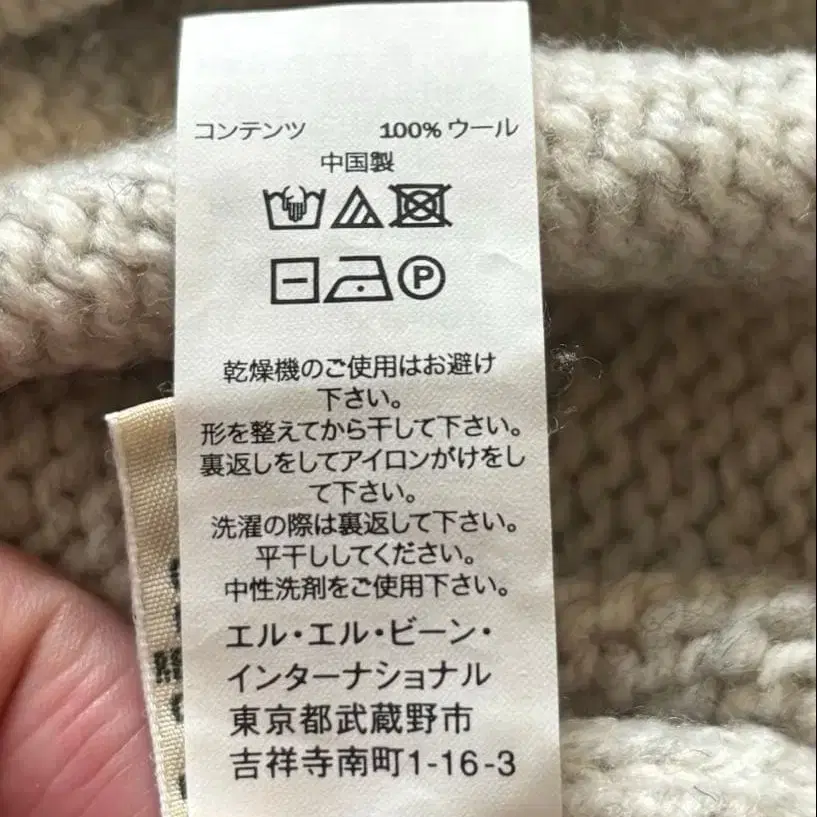 コンテンツ 100% ウール
中国製
P
乾燥機のご使用はお避け
下さい。
形を整えてから干して下さい。
裏返しをしてアイロンがけをし
て下さい。
洗濯の際は裏返して下さい。
平干ししてください。
中性洗剤をご使用下さい。
エル・エル・ビーン・
インターナショナル
東京都武蔵野市
吉祥寺南町1-16-3